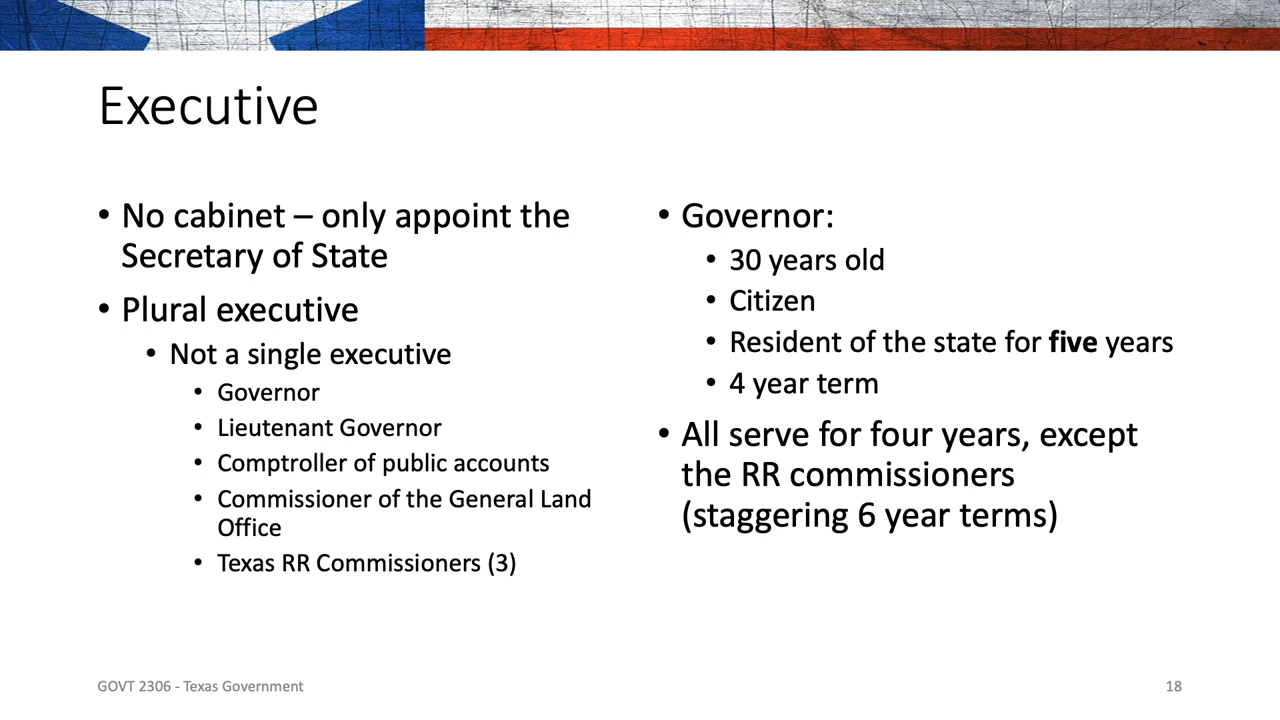 Executive
• No cabinet – only appoint the
Secretary of State
• Plural executive
• Not a single executive
• Governor
• Lieutenant Governor
• Comptroller of public accounts
• Commissioner of the General Land
Office
• Texas RR Commissioners (3)
• Governor:
• 30 years old
• Citizen
• Resident of the state for five years
• 4 year term
• All serve for four years, except
the RR commissioners
(staggering 6 year terms)
GOVT 2306 - Texas Government
18